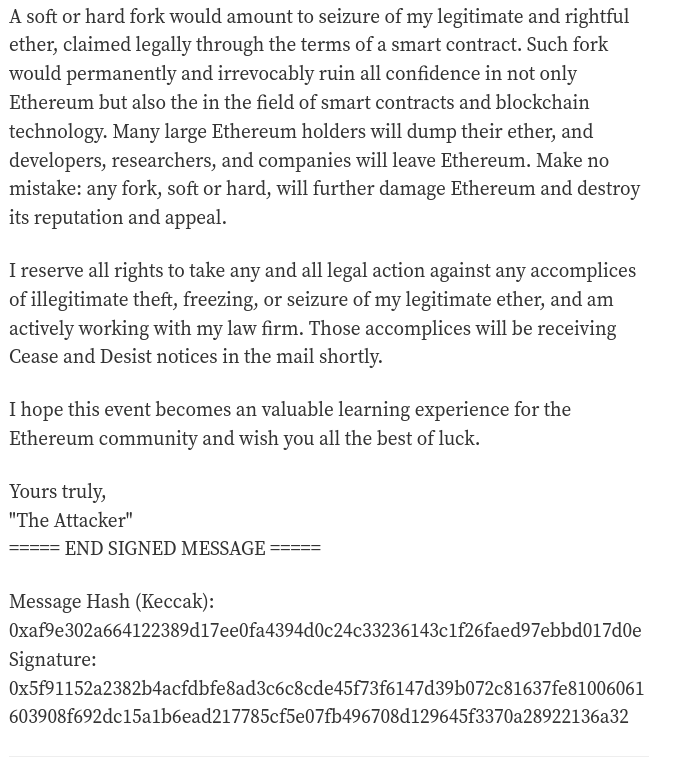 A soft or hard fork would amount to seizure of my legitimate and rightful
ether, claimed legally through the terms of a smart contract. Such fork
would permanently and irrevocably ruin all confidence in not only
Ethereum but also the in the field of smart contracts and blockchain
technology. Many large Ethereum holders will dump their ether, and
developers, researchers, and companies will leave Ethereum. Make no
mistake: any fork, soft or hard, will further damage Ethereum and destroy
its reputation and appeal.
I reserve all rights to take any and all legal action against any accomplices
of illegitimate theft, freezing, or seizure of my legitimate ether, and am
actively working with my law firm. Those accomplices will be receiving
Cease and Desist notices in the mail shortly.
I hope this event becomes an valuable learning experience for the
Ethereum community and wish you all the best of luck.
Yours truly,
"The Attacker"
===== END SIGNED MESSAGE =====
Message Hash (Keccak):
0xaf9e302a664122389d17ee0fa4394d0c24c33236143c1f26faed97ebbd017d0e
Signature:
0x5f91152a2382b4acfdbfe8ad3c6c8cde45f73f6147d39b072c81637fe81006061
603908f692dc15a1b6ead217785cf5e07fb496708d129645f3370a28922136a32